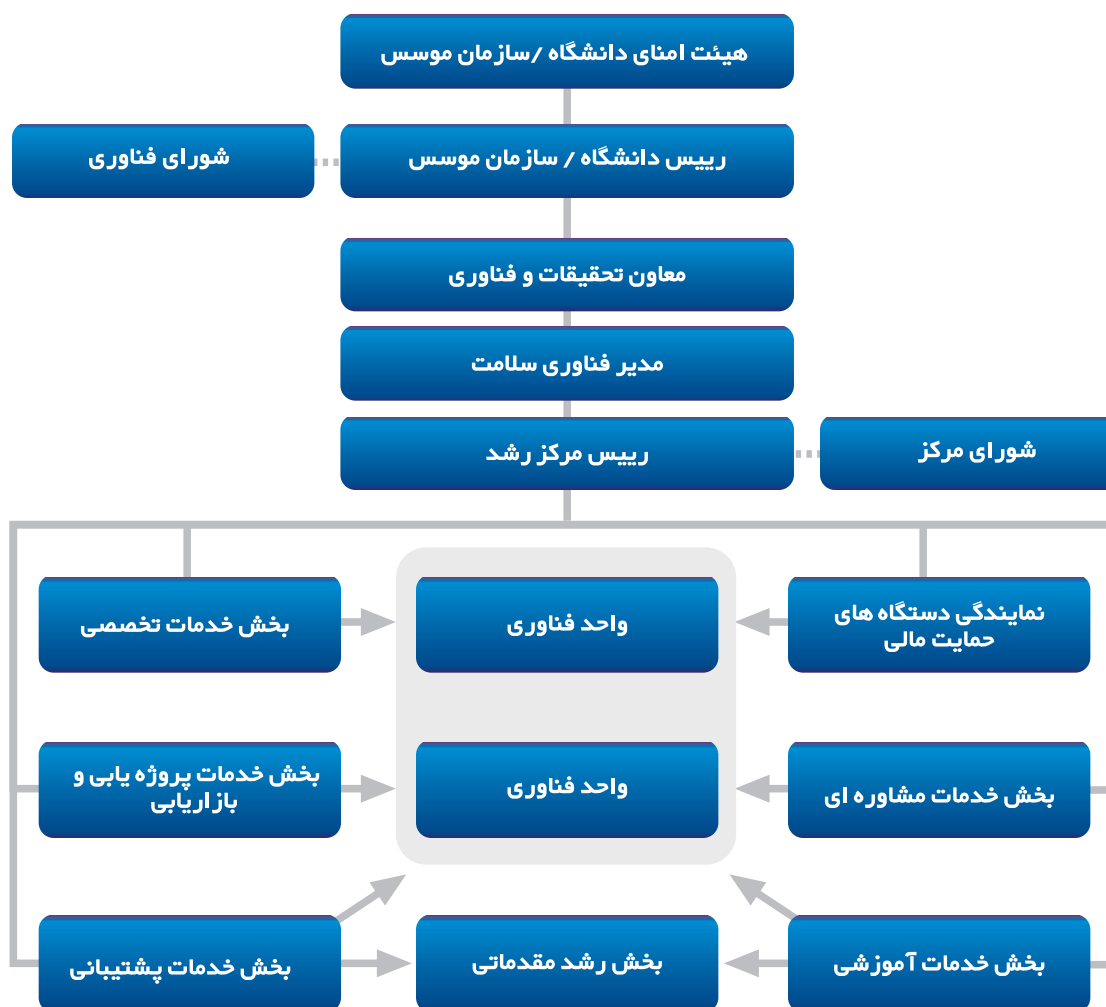 هیئت امنای دانشگاه /سازمان موسس
رییس دانشگاه / سازمان موسس
شورای فناوری
معاون تحقیقات و فناوری
مدیر فناوری سلامت
شورای مرکز
رییس مرکز رشد
نمایندگی دستگاه های
حمایت مالی
واحد فناوری
بخش خدمات تخصصی
بخش خدمات مشاوره ای
واحد فناوری
بخش خدمات پروژه یابی و
بازاریابی
بخش خدمات آموزشی
بخش رشد مقدماتی
بخش خدمات پشتیبانی